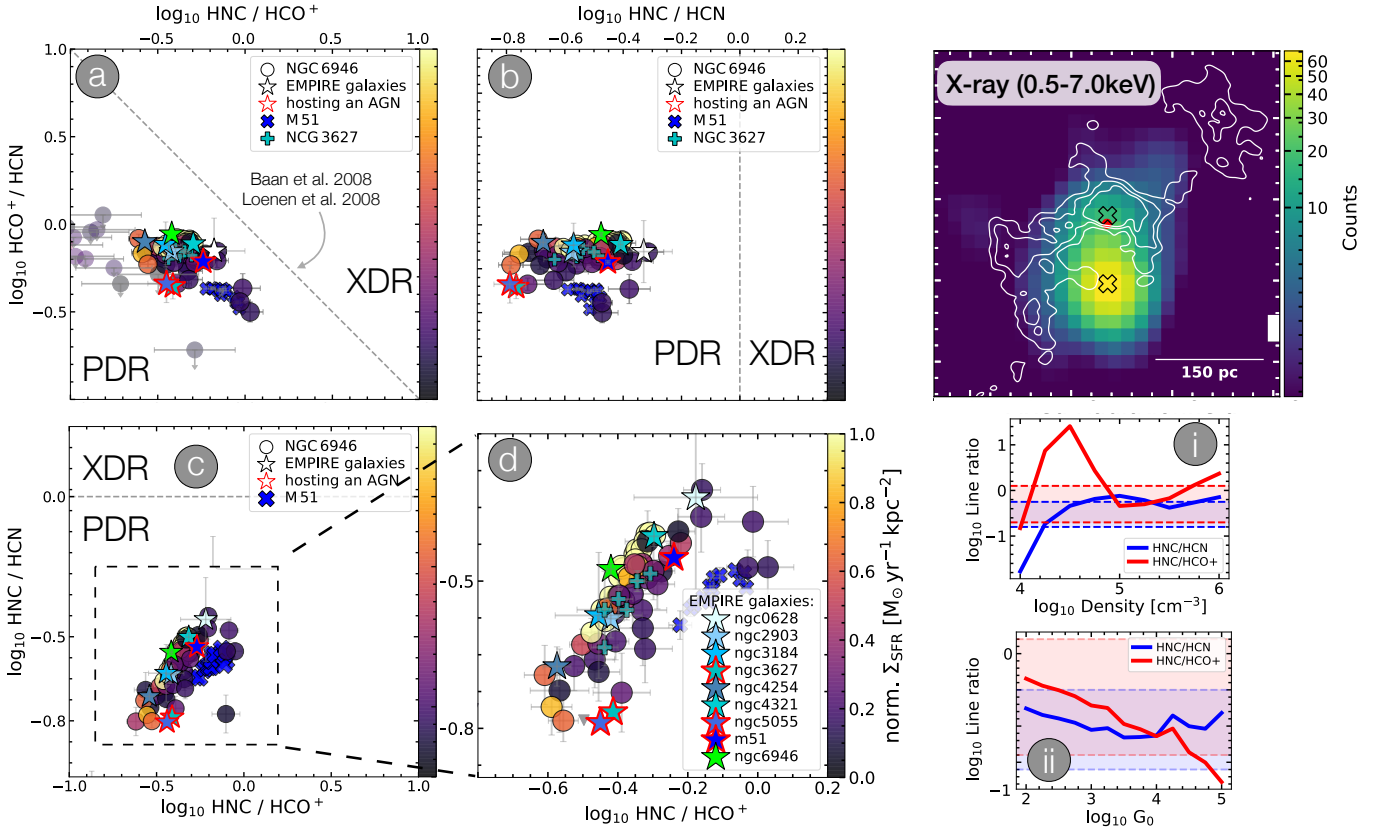 log₁₀ HNC / HCO⁺
−0.5 0.0 0.5 1.0
1.0
0.5
0.0
−0.5
log₁₀ HCO⁺ / HCN
a
NGC 6946
EMPIRE galaxies
hosting an AGN
M 51
NCG 3627
Baan et al. 2008
Loenen et al. 2008
XDR
PDR
log₁₀ HNC / HCN
−0.8 −0.6 −0.4 −0.2 0.0 0.2
b
NGC 6946
EMPIRE galaxies
hosting an AGN
M 51
NGC 3627
PDR
XDR
X-ray (0.5-7.0keV)
150 pc
60
50
40
30
20
10
Counts
XDR
PDR
c
NGC 6946
EMPIRE galaxies
hosting an AGN
M 51
0.0
−0.5
−0.8
log₁₀ HNC / HCN
−1.0 −0.5 0.0 0.5 1.0
log₁₀ HNC / HCO⁺
d
−0.5
−0.8
EMPIRE galaxies:
ngc0628
ngc2903
ngc3184
ngc3627
ngc4254
ngc4321
ngc5055
m51
ngc6946
−0.6 −0.4 −0.2 0.0 0.2
log₁₀ HNC / HCO⁺
1.0
0.8
0.6
0.4
0.2
0.0
norm. Σ_SFR [M_⊙ yr⁻¹ kpc⁻²]
i
1
0
−1
log₁₀ Line ratio
HNC/HCN
HNC/HCO+
4 5 6
log₁₀ Density [cm⁻³]
ii
0
−1
log₁₀ Line ratio
HNC/HCN
HNC/HCO+
2 3 4 5
log₁₀ G₀